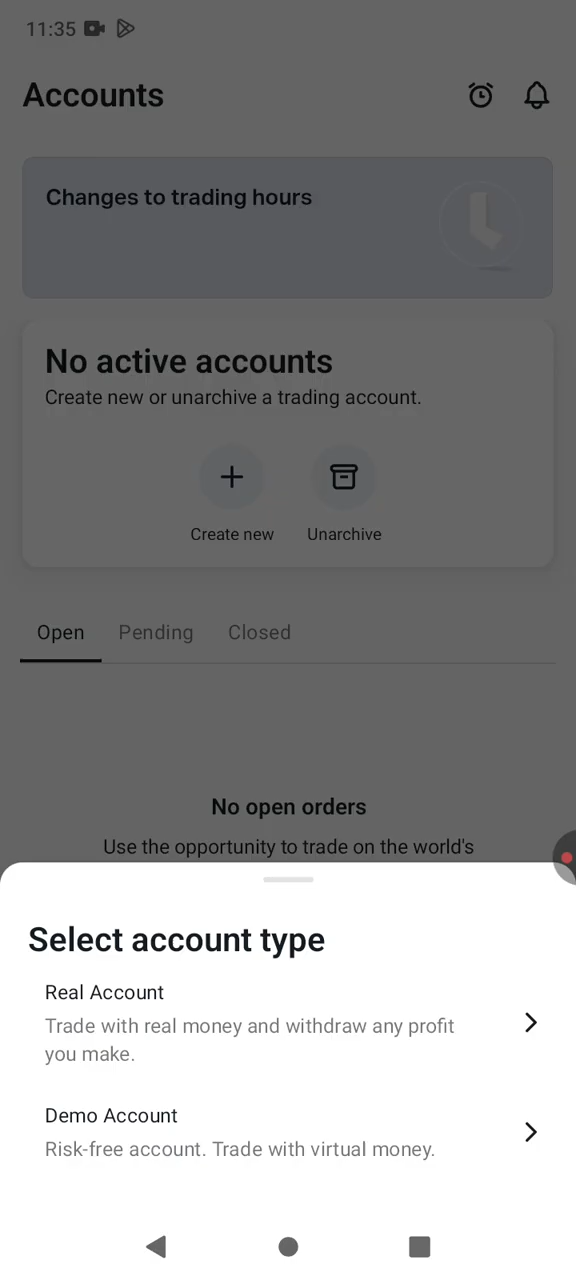 11:35
Accounts
Changes to trading hours
No active accounts
Create new or unarchive a trading account.
Create new
Unarchive
Open
Pending
Closed
No open orders
Use the opportunity to trade on the world's
Select account type
Real Account
Trade with real money and withdraw any profit
you make.
Demo Account
Risk-free account. Trade with virtual money.